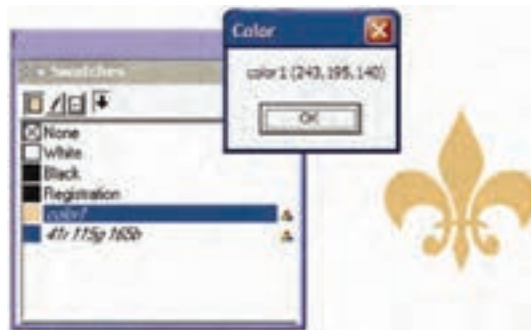 Color
color1 (243, 195, 140)
OK
Swatches
None
White
Black
Registration
color1
41r 115g 165b